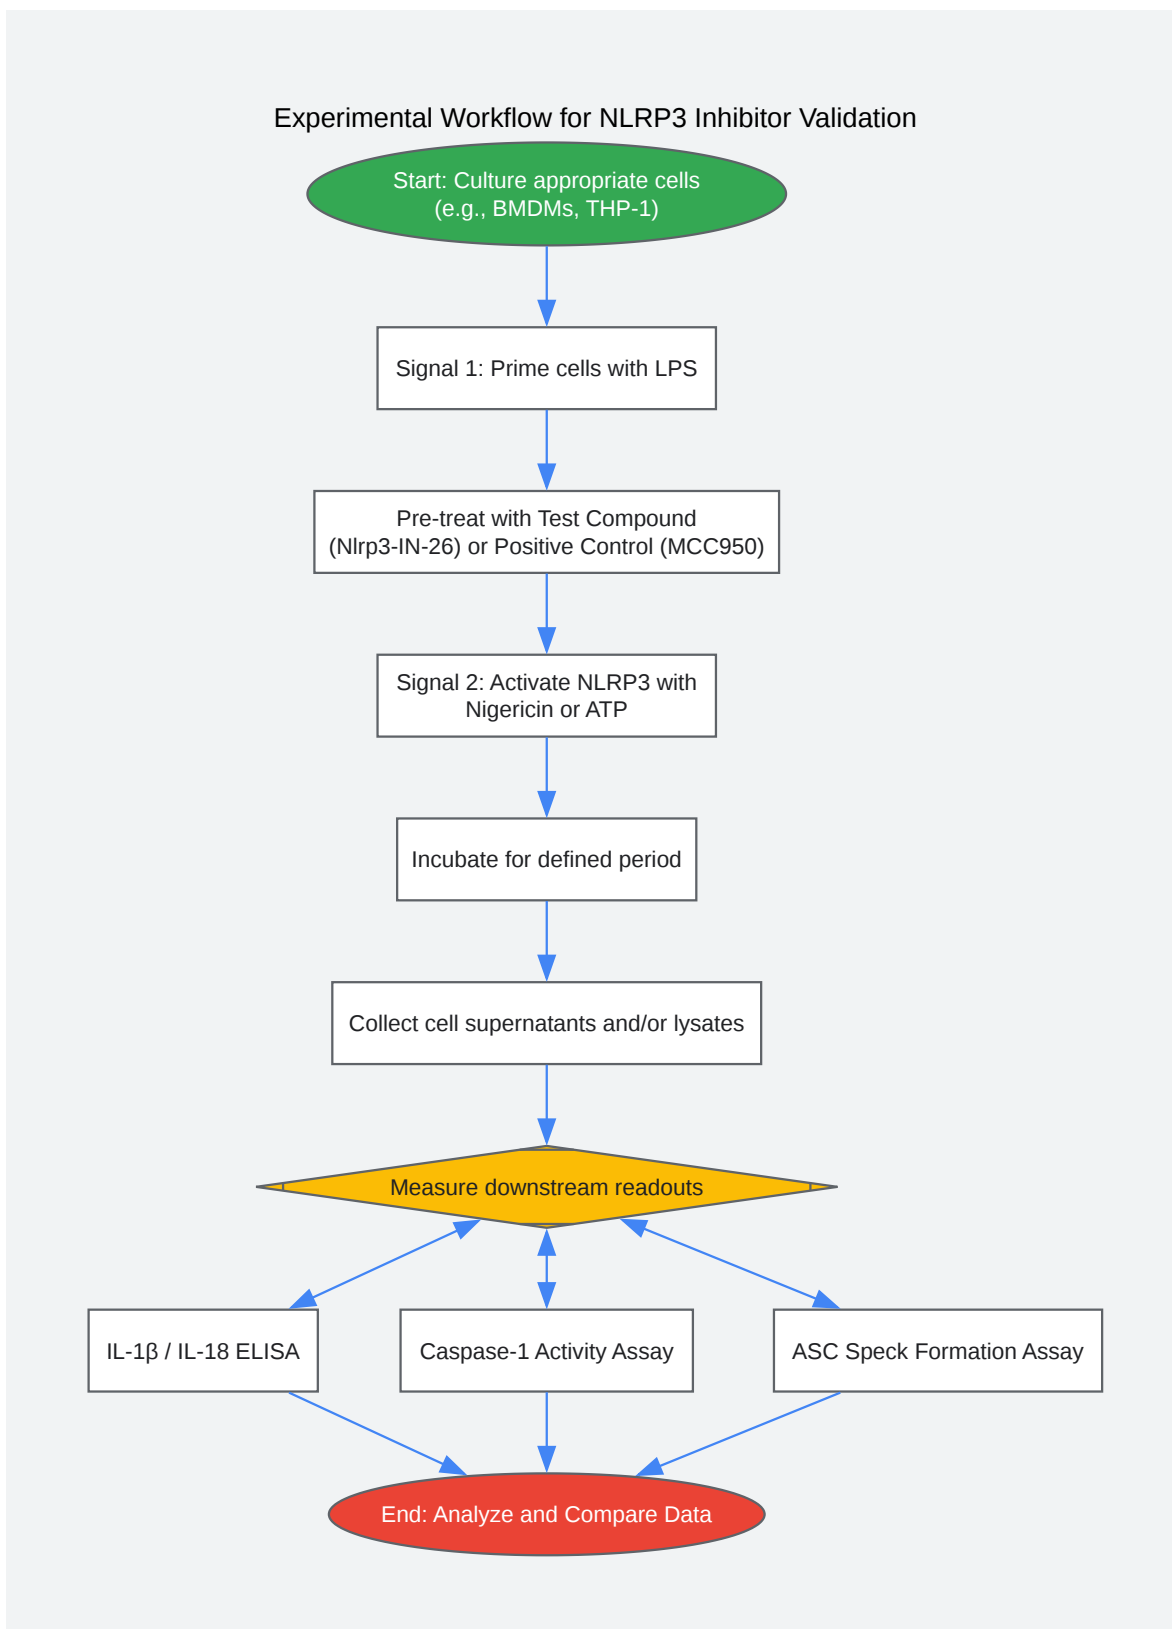 Experimental Workflow for NLRP3 Inhibitor Validation
Start: Culture appropriate cells
(e.g., BMDMs, THP-1)
Signal 1: Prime cells with LPS
Pre-treat with Test Compound
(Nlrp3-IN-26) or Positive Control (MCC950)
Signal 2: Activate NLRP3 with
Nigericin or ATP
Incubate for defined period
Collect cell supernatants and/or lysates
Measure downstream readouts
IL-1β / IL-18 ELISA
Caspase-1 Activity Assay
ASC Speck Formation Assay
End: Analyze and Compare Data